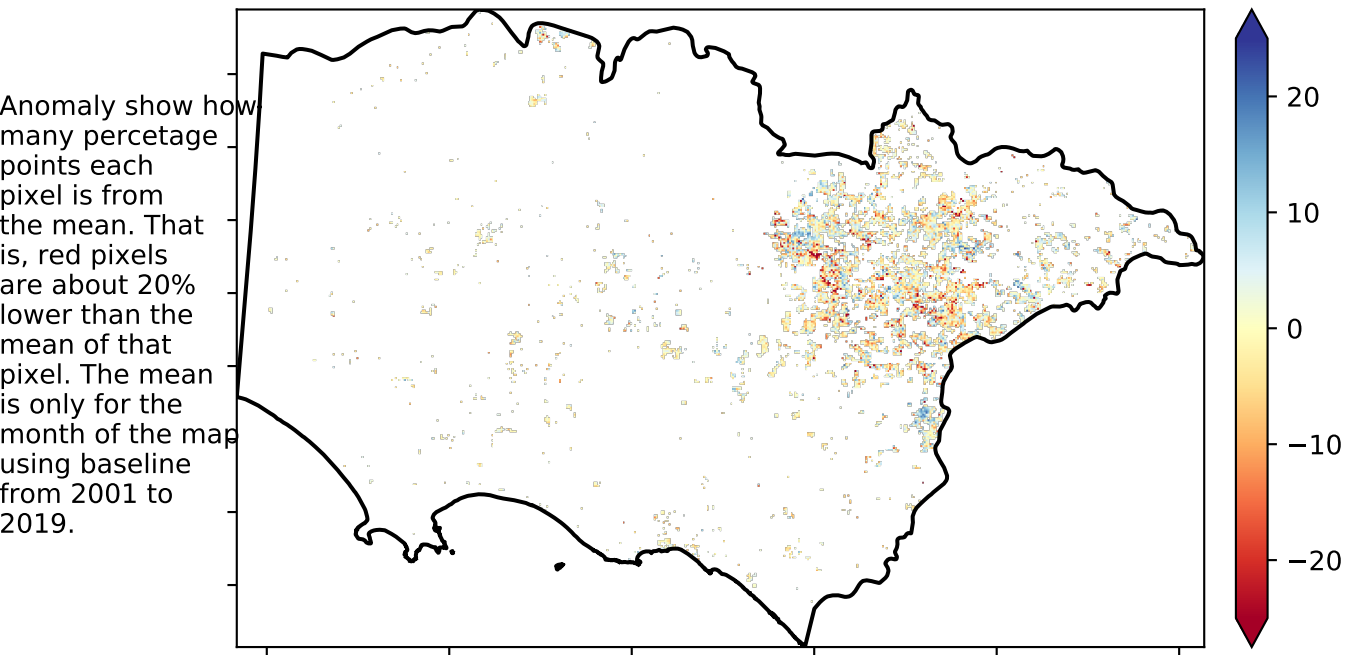 Anomaly show how
many percetage
points each
pixel is from
the mean. That
is, red pixels
are about 20%
lower than the
mean of that
pixel. The mean
is only for the
month of the map
using baseline
from 2001 to
2019.
20
10
0
−10
−20